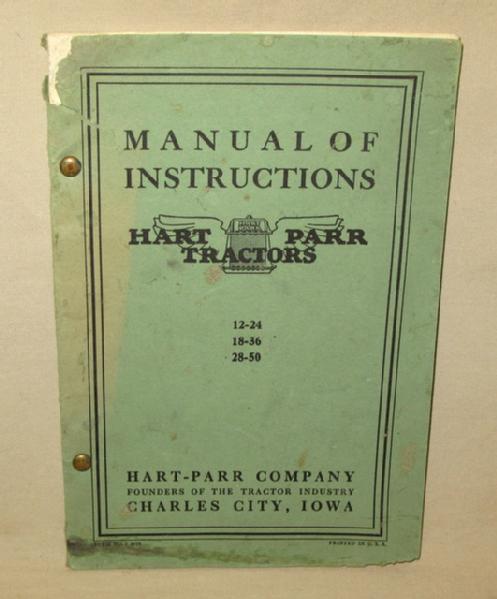 MANUAL OF
INSTRUCTIONS
HART PARR
TRACTORS
12-24
18-36
28-50
HART-PARR COMPANY
FOUNDERS OF THE TRACTOR INDUSTRY
CHARLES CITY, IOWA
PRINTED IN U. S. A.